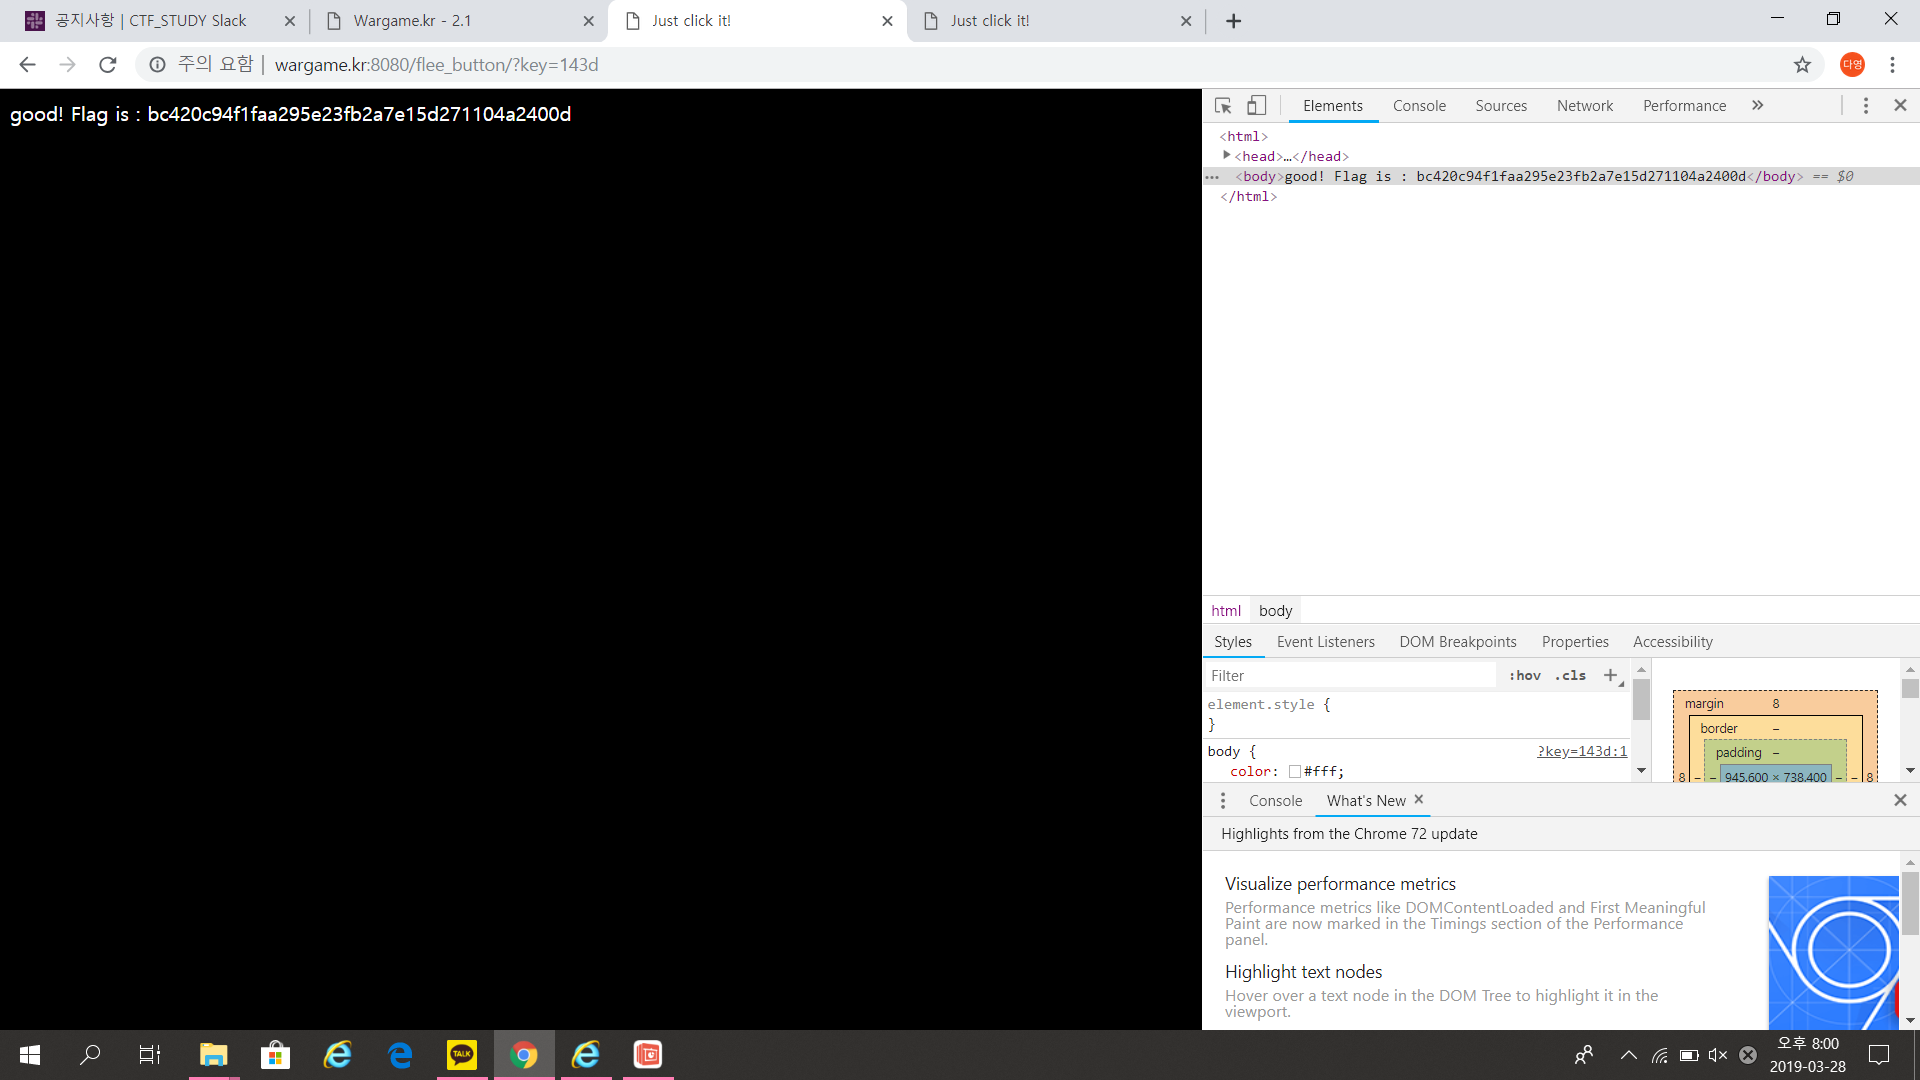 공지사항 | CTF_STUDY Slack
Wargame.kr - 2.1
Just click it!
Just click it!
주의 요함 | wargame.kr:8080/flee_button/?key=143d
다영
good! Flag is : bc420c94f1faa295e23fb2a7e15d271104a2400d
Elements Console Sources Network Performance »
<html>
<head>…</head>
<body>good! Flag is : bc420c94f1faa295e23fb2a7e15d271104a2400d</body> == $0
</html>
html body
Styles Event Listeners DOM Breakpoints Properties Accessibility
Filter :hov .cls +
element.style {
}
body { ?key=143d:1
color: #fff;
margin 8
border –
padding –
8 – – 945.600 × 738.400 – – 8
Console What's New
Highlights from the Chrome 72 update
Visualize performance metrics
Performance metrics like DOMContentLoaded and First Meaningful
Paint are now marked in the Timings section of the Performance
panel.
Highlight text nodes
Hover over a text node in the DOM Tree to highlight it in the
viewport.
TALK
오후 8:00
2019-03-28